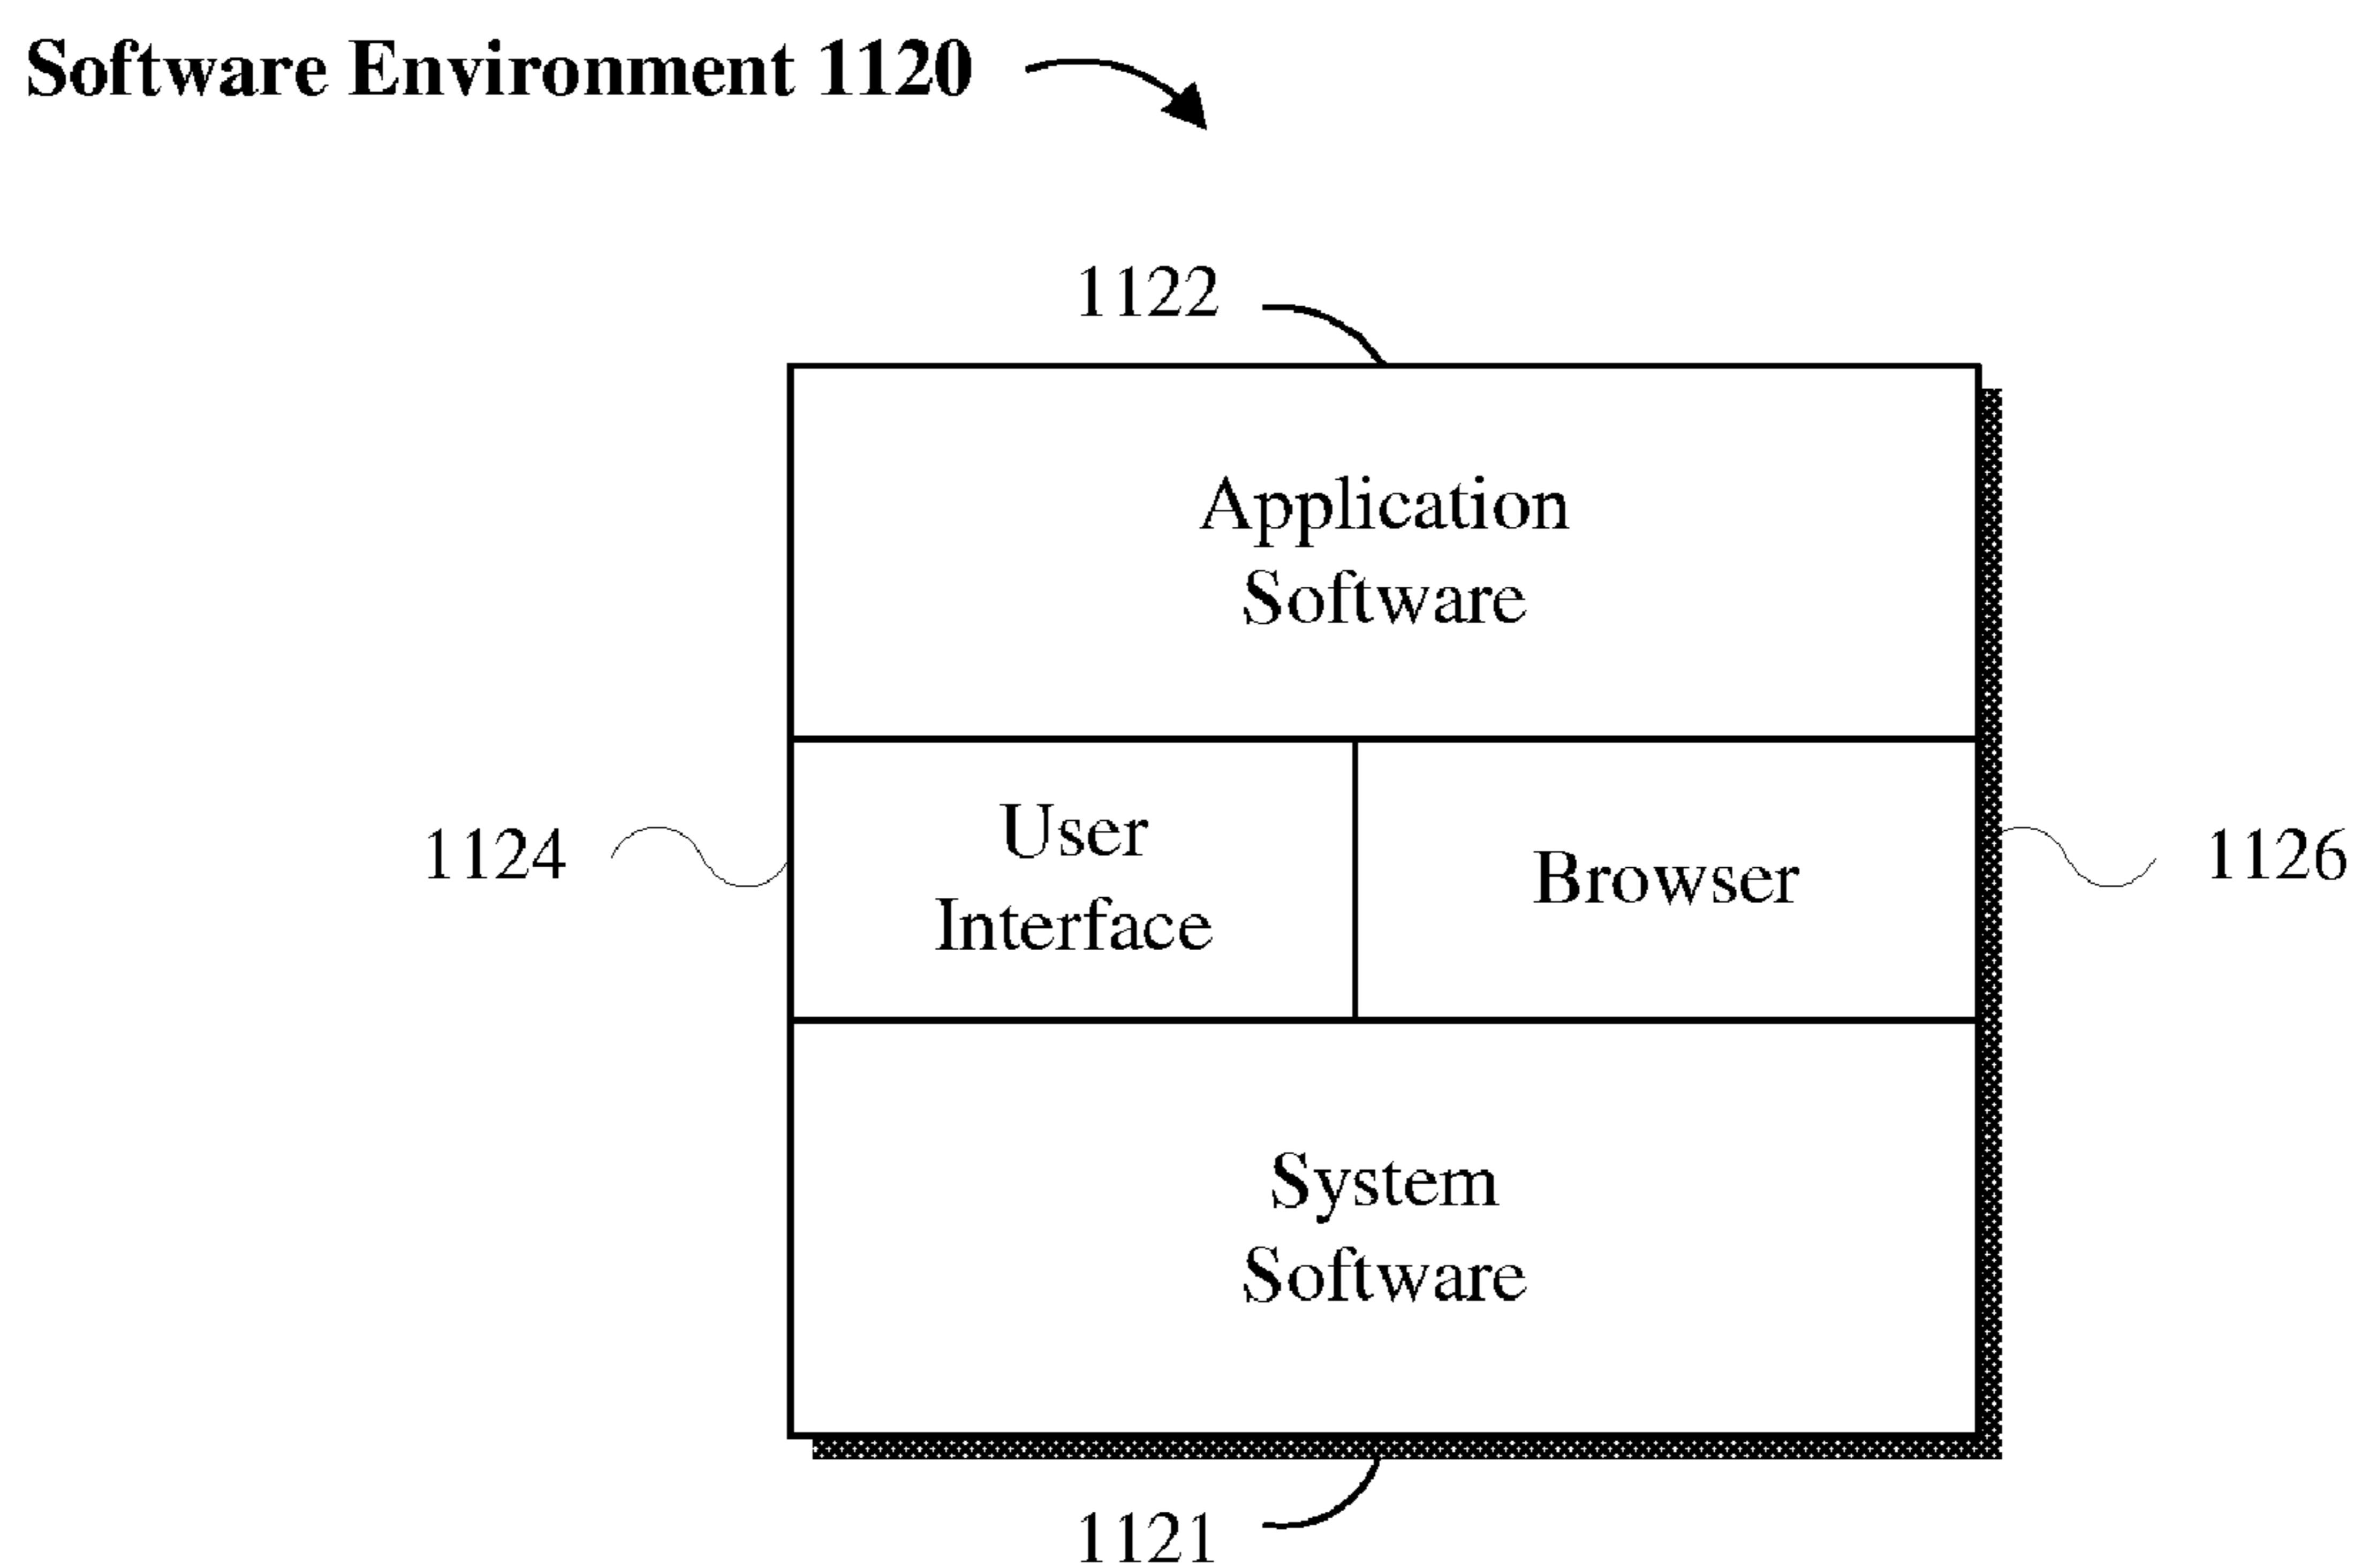 Software Environment 1120
1122
Application
Software
1124
User
Interface
Browser
1126
System
Software
1121